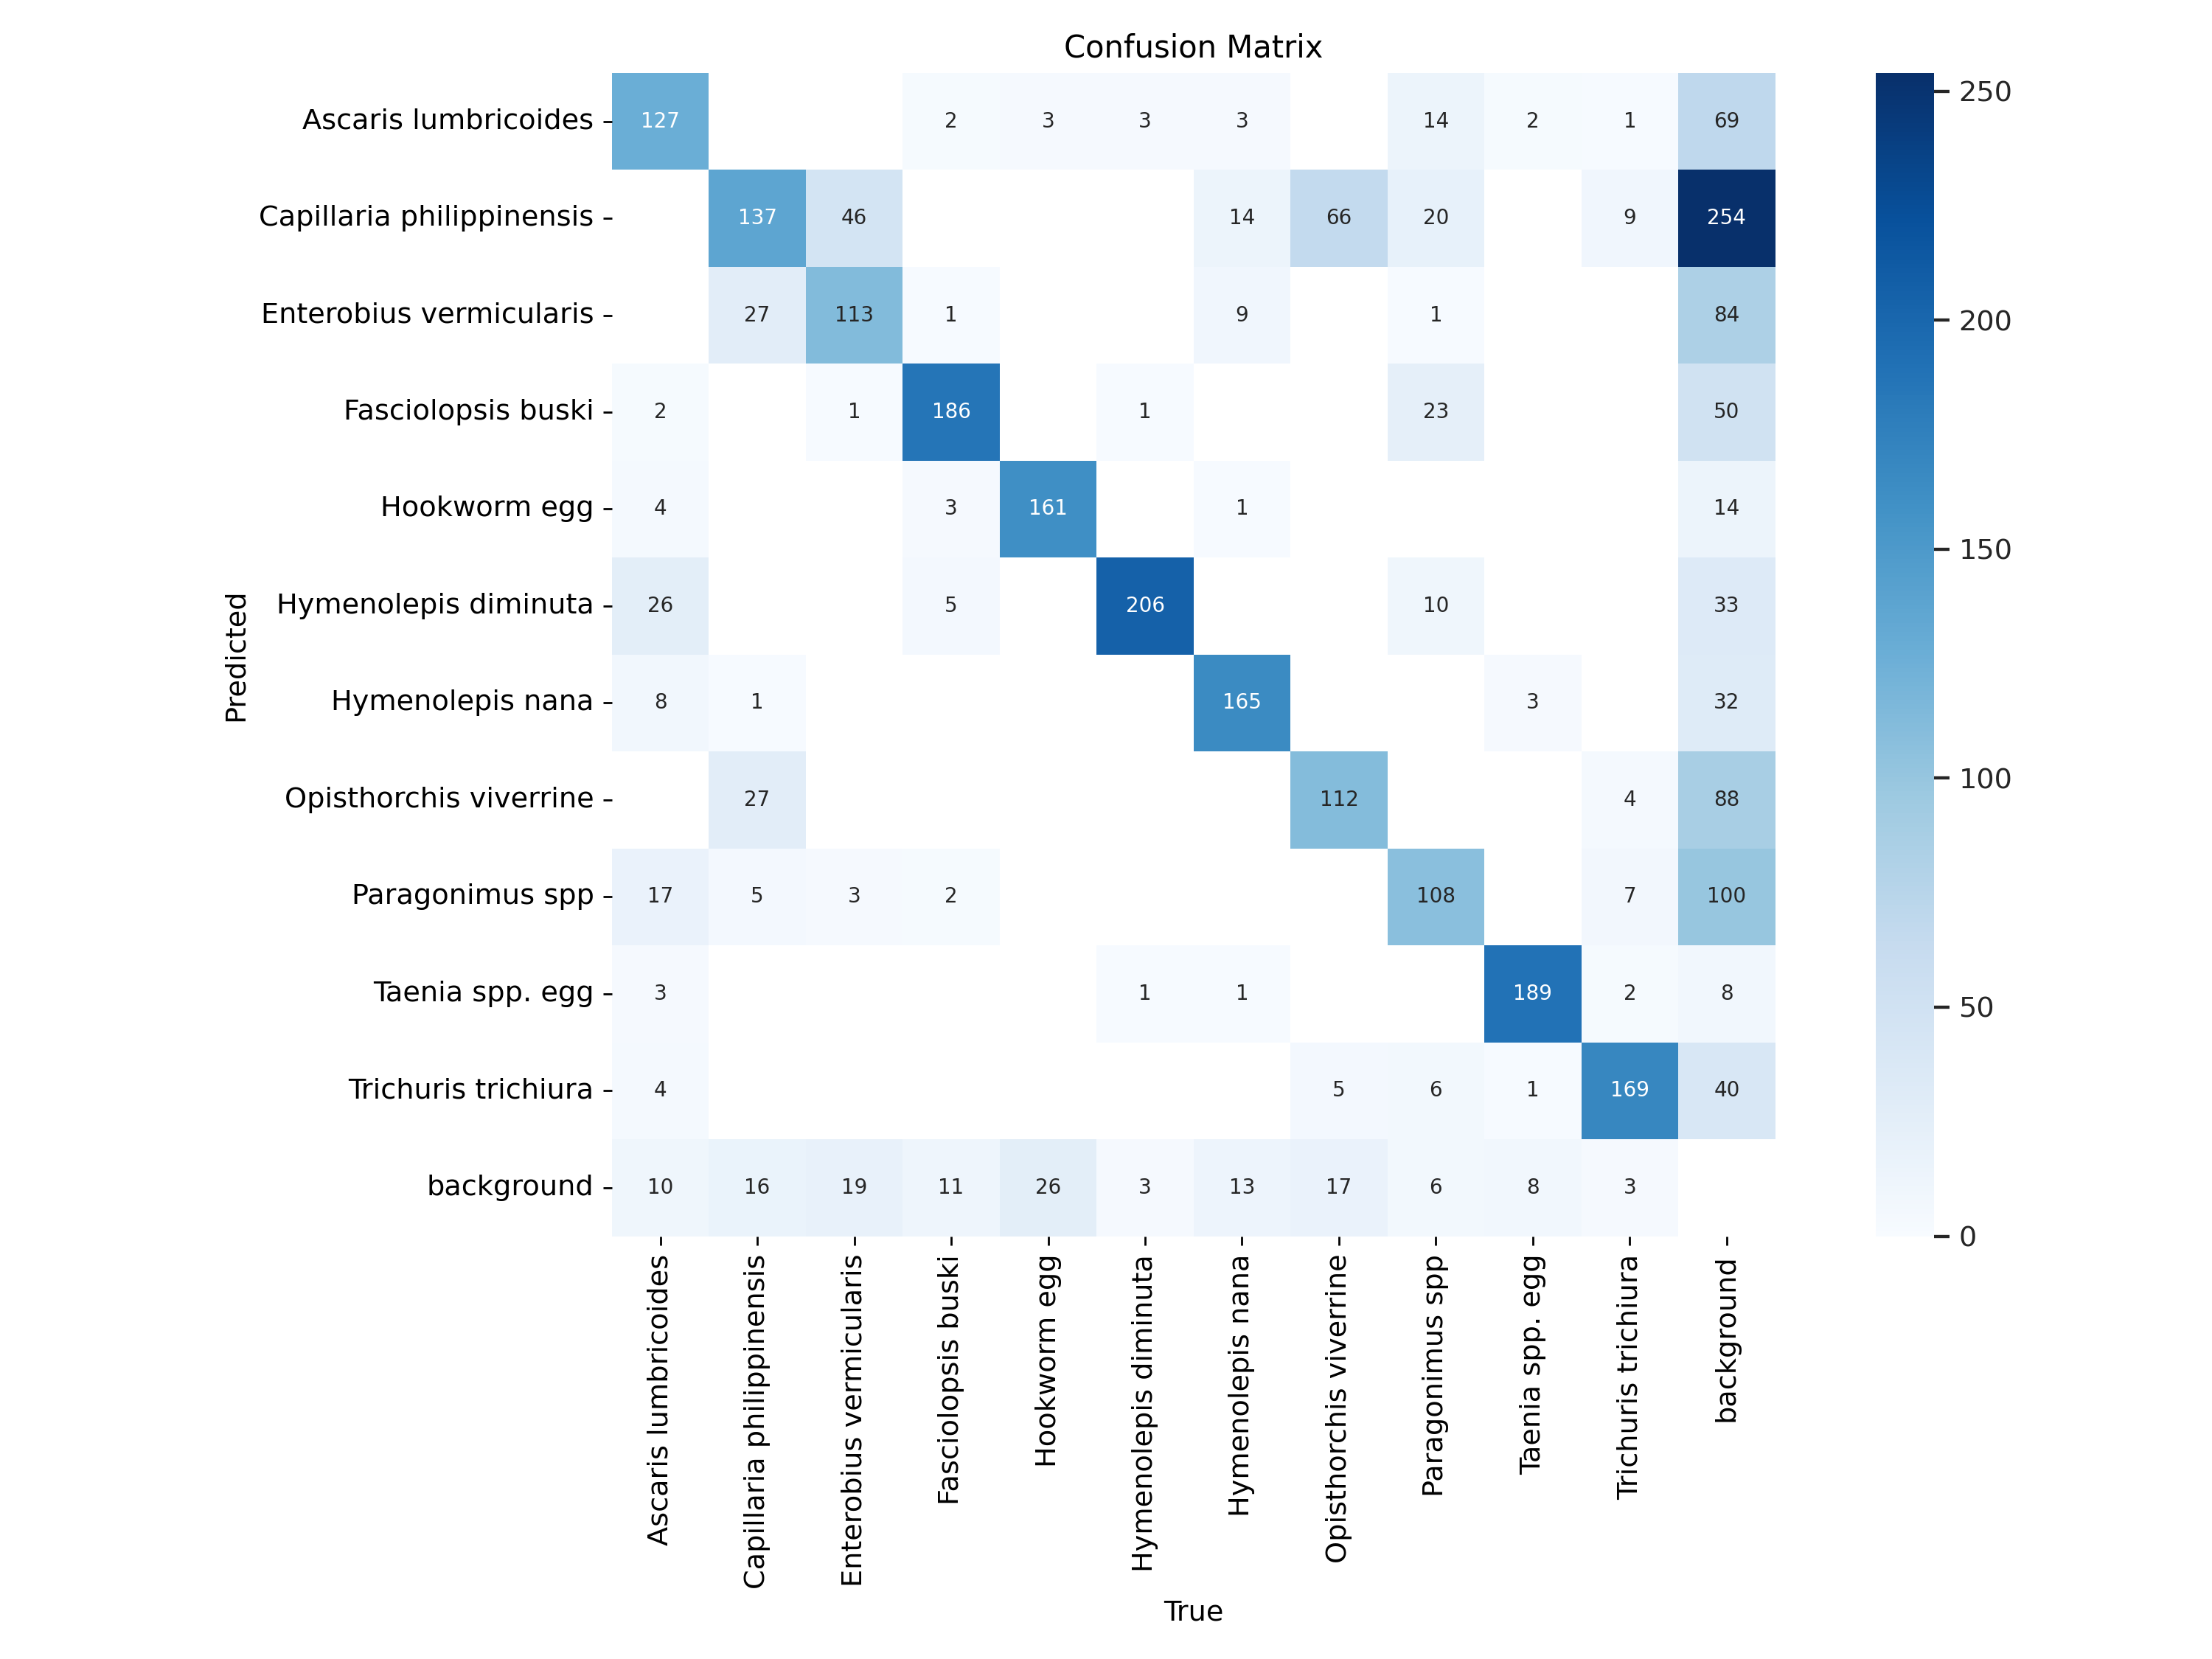 Confusion Matrix
Predicted
Ascaris lumbricoides 127 2 3 3 3 14 2 1 69
Capillaria philippinensis 137 46 14 66 20 9 254
Enterobius vermicularis 27 113 1 9 1 84
Fasciolopsis buski 2 1 186 1 23 50
Hookworm egg 4 3 161 1 14
Hymenolepis diminuta 26 5 206 10 33
Hymenolepis nana 8 1 165 3 32
Opisthorchis viverrine 27 112 4 88
Paragonimus spp 17 5 3 2 108 7 100
Taenia spp. egg 3 1 1 189 2 8
Trichuris trichiura 4 5 6 1 169 40
background 10 16 19 11 26 3 13 17 6 8 3
Ascaris lumbricoides
Capillaria philippinensis
Enterobius vermicularis
Fasciolopsis buski
Hookworm egg
Hymenolepis diminuta
Hymenolepis nana
Opisthorchis viverrine
Paragonimus spp
Taenia spp. egg
Trichuris trichiura
background
True
250
200
150
100
50
0